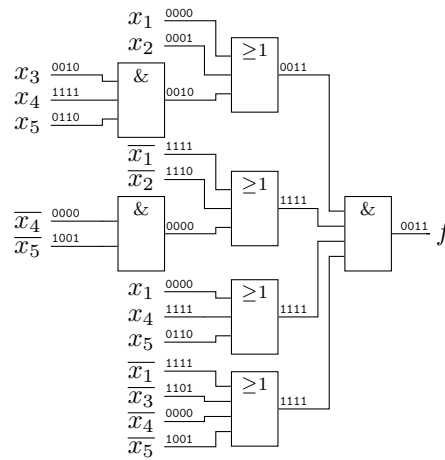 x₁ 0000
x₂ 0001
≥1 0011
x₃ 0010
x₄ 1111
x₅ 0110
& 0010
x̅₁ 1111
x̅₂ 1110
≥1 1111
x̅₄ 0000
x̅₅ 1001
& 0000
& 0011 f
x₁ 0000
x₄ 1111
x₅ 0110
≥1 1111
x̅₁ 1111
x̅₃ 1101
x̅₄ 0000
x̅₅ 1001
≥1 1111